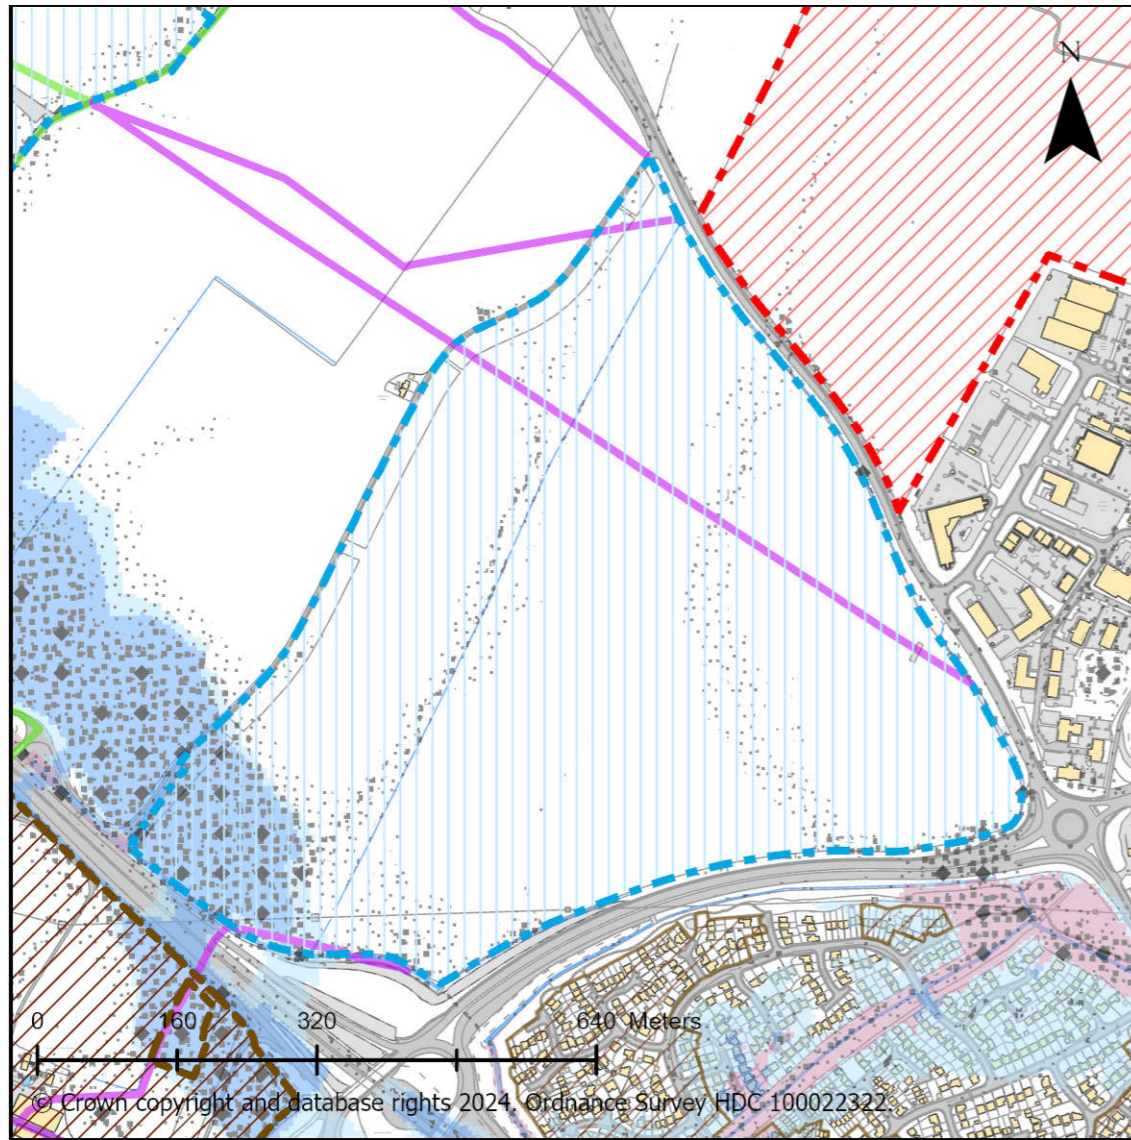 N
0 160 320 640 Meters
© Crown copyright and database rights 2024. Ordnance Survey HDC 100022322.